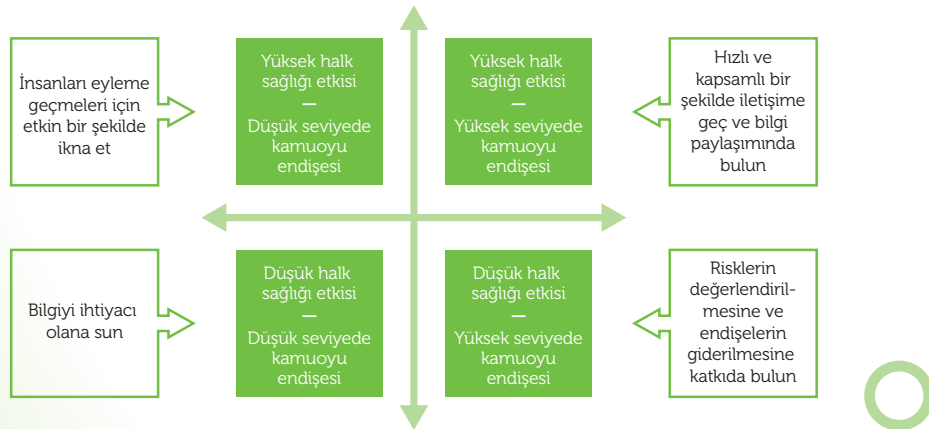 İnsanları eyleme
geçmeleri için
etkin bir şekilde
ikna et
Yüksek halk
sağlığı etkisi
—
Düşük seviyede
kamuoyu
endişesi
Yüksek halk
sağlığı etkisi
—
Yüksek seviyede
kamuoyu
endişesi
Hızlı ve
kapsamlı bir
şekilde iletişime
geç ve bilgi
paylaşımında
bulun
Bilgiyi ihtiyacı
olana sun
Düşük halk
sağlığı etkisi
—
Düşük seviyede
kamuoyu
endişesi
Düşük halk
sağlığı etkisi
—
Yüksek seviyede
kamuoyu
endişesi
Risklerin
değerlendiril-
mesine ve
endişelerin
giderilmesine
katkıda bulun